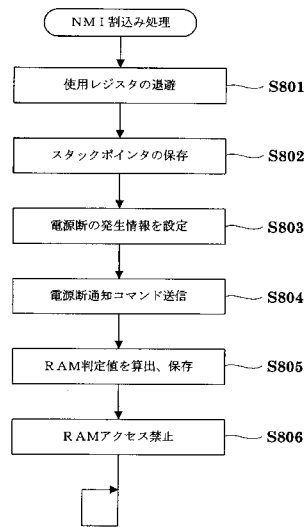 ＮＭＩ割込み処理
使用レジスタの退避
S801
スタックポインタの保存
S802
電源断の発生情報を設定
S803
電源断通知コマンド送信
S804
ＲＡＭ判定値を算出、保存
S805
ＲＡＭアクセス禁止
S806